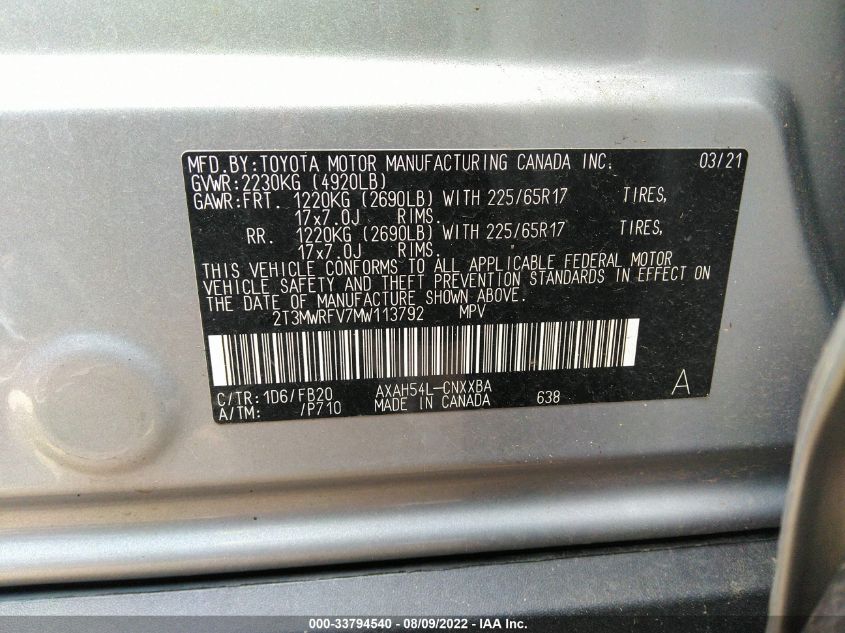 MFD.BY:TOYOTA MOTOR MANUFACTURING CANADA INC. 03/21
GVWR:2230KG (4920LB)
GAWR:FRT. 1220KG (2690LB) WITH 225/65R17 TIRES,
17x7.0J RIMS.
RR. 1220KG (2690LB) WITH 225/65R17 TIRES,
17x7.0J RIMS.
THIS VEHICLE CONFORMS TO ALL APPLICABLE FEDERAL MOTOR
VEHICLE SAFETY AND THEFT PREVENTION STANDARDS IN EFFECT ON
THE DATE OF MANUFACTURE SHOWN ABOVE.
2T3MWRFV7MW113792 MPV
C/TR:1D6/FB20 AXAH54L-CNXXBA A
A/TM: /P710 MADE IN CANADA 638
000-33794540 - 08/09/2022 - IAA Inc.